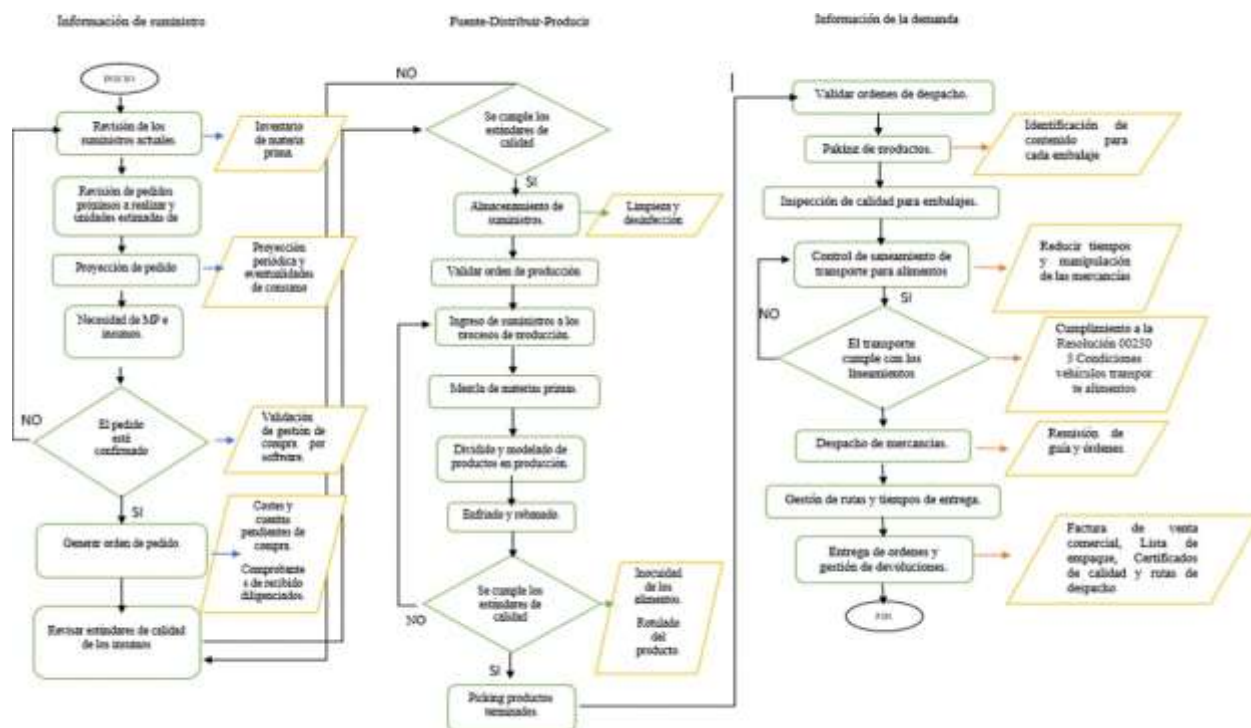 Información de suministro
INICIO
Revisión de los
suministros actuales.
Inventario
de materia
prima.
Revisión de pedidos
próximos a realizar y
unidades estimadas de
Proyección de pedido
Proyección
periódica y
eventualidades
de consumo
Necesidad de MP e
insumos.
NO
El pedido
está
confirmado
Validación
de gestión de
compra por
software.
SI
Generar orden de pedido
Costes y
cuentas
pendientes de
compra.
Comprobante
s de recibido
diligenciados.
Revisar estándares de calidad
de los insumos
Fuente-Distribuir-Producir
NO
Se cumple los
estándares de
calidad
SI
Almacenamiento de
suministros.
Limpieza y
desinfección
Validar orden de producción
Ingreso de suministros a los
procesos de producción.
Mezcla de materias primas.
Dividido y modelado de
productos en producción.
Enfriado y rebanado.
Se cumple los
estándares de
calidad
NO
Inocuidad
de los
alimentos.
Rotulado
del
producto
SI
Picking productos
terminados.
Información de la demanda
Validar ordenes de despacho.
Pakinz de productos.
Identificación de
contenido para
cada embalaje
Inspección de calidad para embalajes.
Control de saneamiento de
transporte para alimentos
Reducir tiempos
y manipulación
de las mercancías
NO
SI
El transporte
cumple con los
lineamientos
Cumplimiento a la
Resolución 00250
5 Condiciones
vehículos transpor
te alimentos
Despacho de mercancías.
Remisión de
guía y órdenes
Gestión de rutas y tiempos de entrega.
Entrega de ordenes y
gestión de devoluciones.
Factura de venta
comercial, Lista de
empaque, Certificados
de calidad y rutas de
despacho
FIN